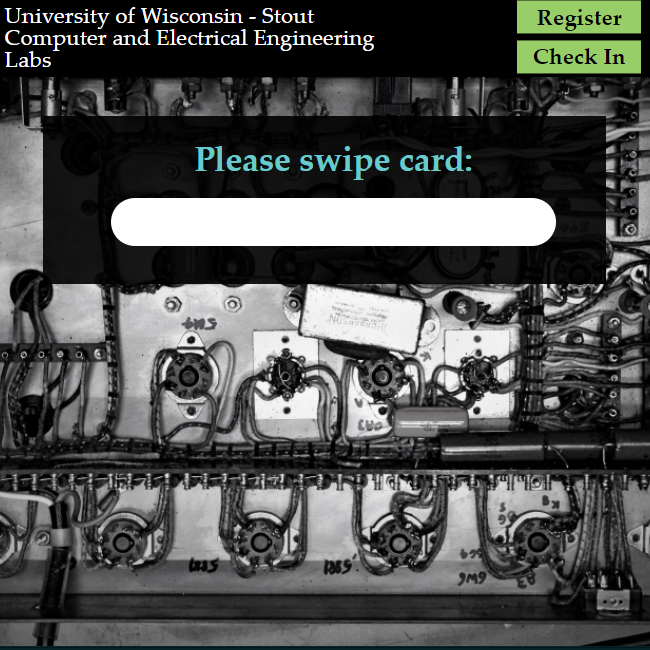 University of Wisconsin - Stout
Computer and Electrical Engineering
Labs
Register
Check In
Please swipe card: